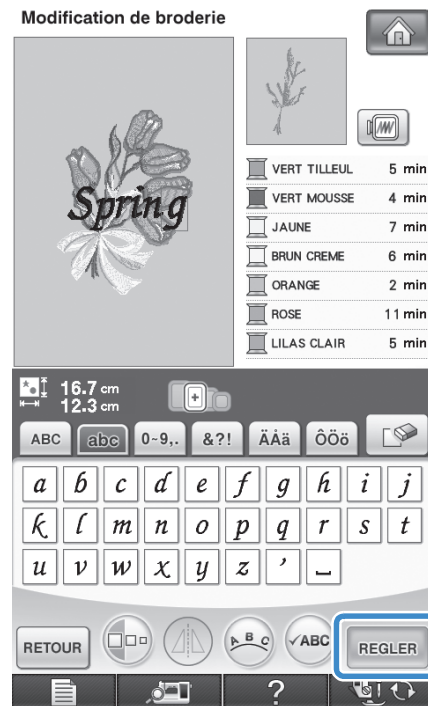 Modification de broderie
Spring
VERT TILLEUL 5 min
VERT MOUSSE 4 min
JAUNE 7 min
BRUN CREME 6 min
ORANGE 2 min
ROSE 11 min
LILAS CLAIR 5 min
16.7 cm
12.3 cm
ABC abc 0~9,. &?! ÄÅä ÔÖö
a b c d e f g h i j
k l m n o p q r s t
u v w x y z ’ ⎵
RETOUR A B C ✓ABC REGLER
?
!